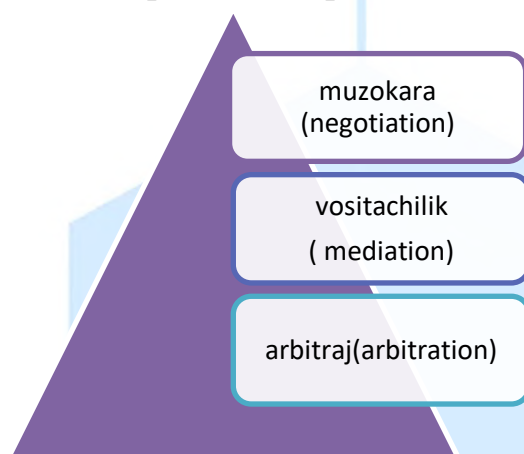 muzokara
(negotiation)
vositachilik
( mediation)
arbitraj(arbitration)